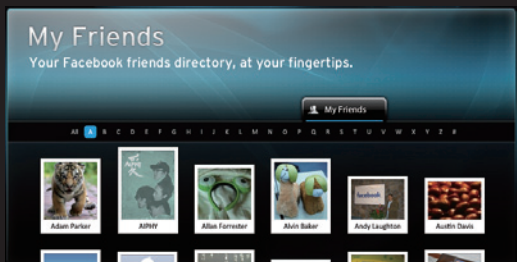 My Friends
Your Facebook friends directory, at your fingertips.
My Friends
All A B C D E F G H I J K L M N O P Q R S T U V W X Y Z #
Adam Parker AIPHY Allan Forrester Alvin Baker Andy Laughton Austin Davis
facebook